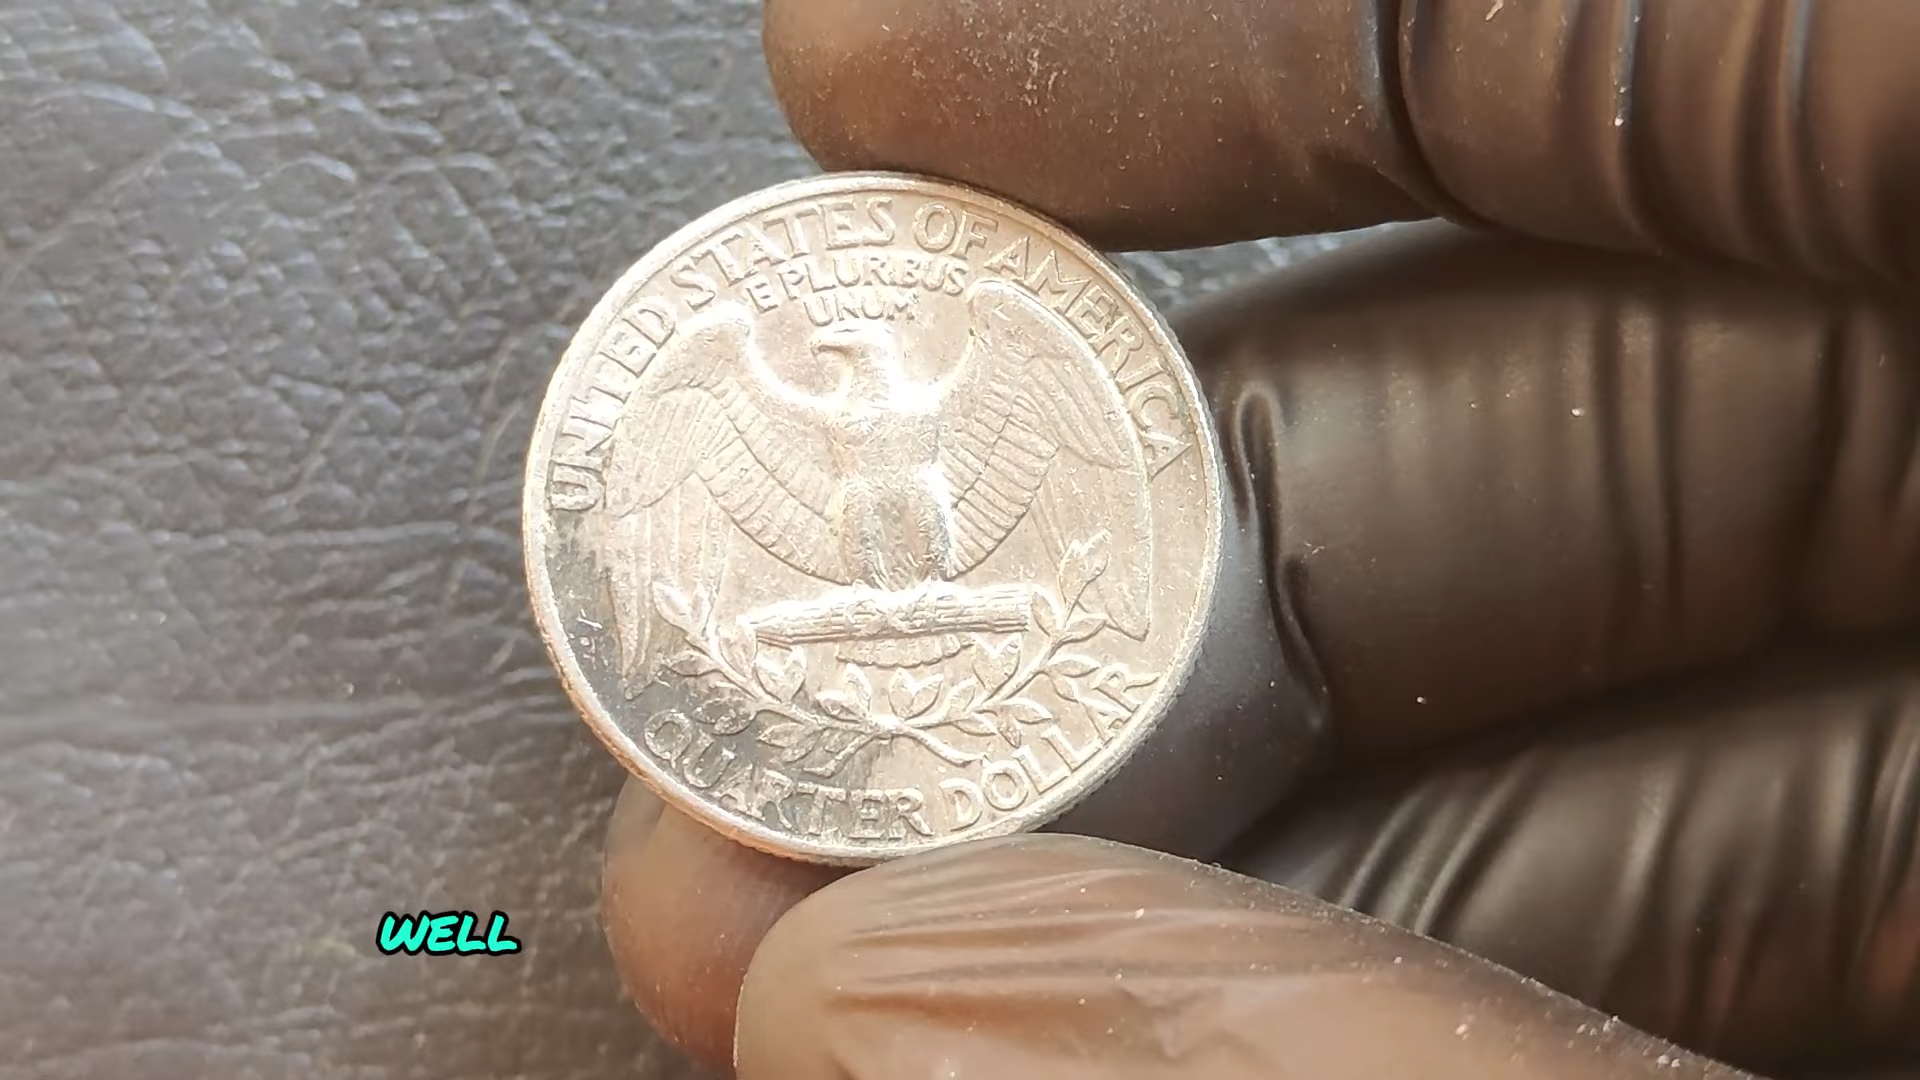 UNITED STATES OF AMERICA
E PLURIBUS
UNUM
QUARTER DOLLAR
WELL